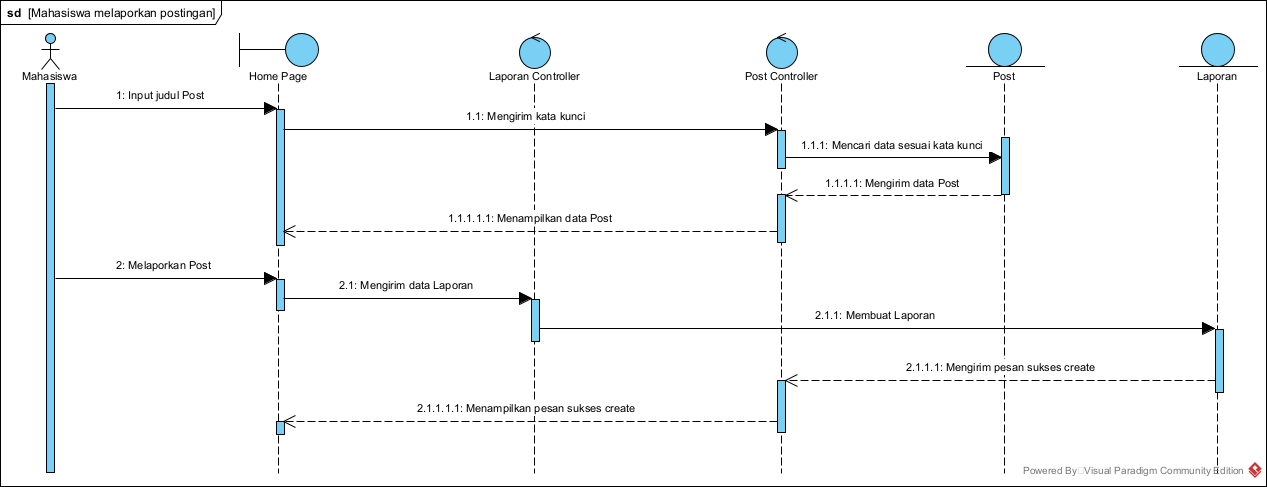 sd [Mahasiswa melaporkan postingan]
Mahasiswa
Home Page
Laporan Controller
Post Controller
Post
Laporan
1: Input judul Post
1.1: Mengirim kata kunci
1.1.1: Mencari data sesuai kata kunci
1.1.1.1: Mengirim data Post
1.1.1.1.1: Menampilkan data Post
2: Melaporkan Post
2.1: Mengirim data Laporan
2.1.1: Membuat Laporan
2.1.1.1: Mengirim pesan sukses create
2.1.1.1.1: Menampilkan pesan sukses create
Powered By Visual Paradigm Community Edition